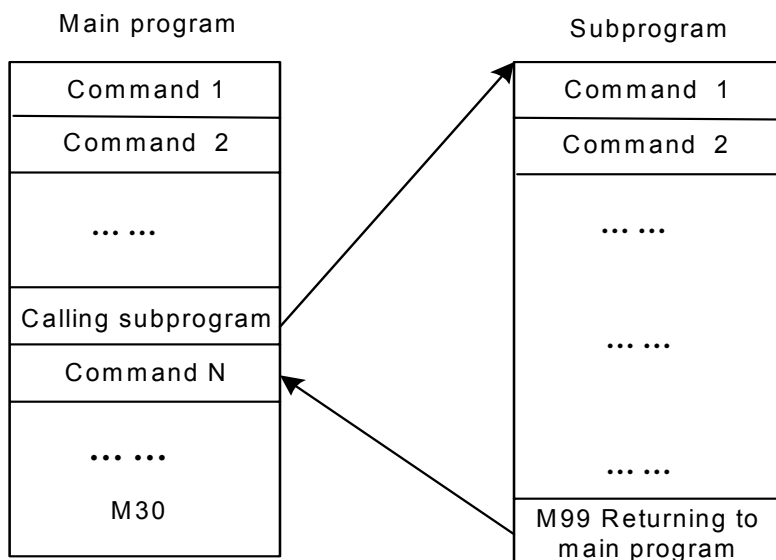 Main program
Command 1
Command 2
... ...
Calling subprogram
Command N
... ...
M30
Subprogram
Command 1
Command 2
... ...
... ...
... ...
M99 Returning to
main program